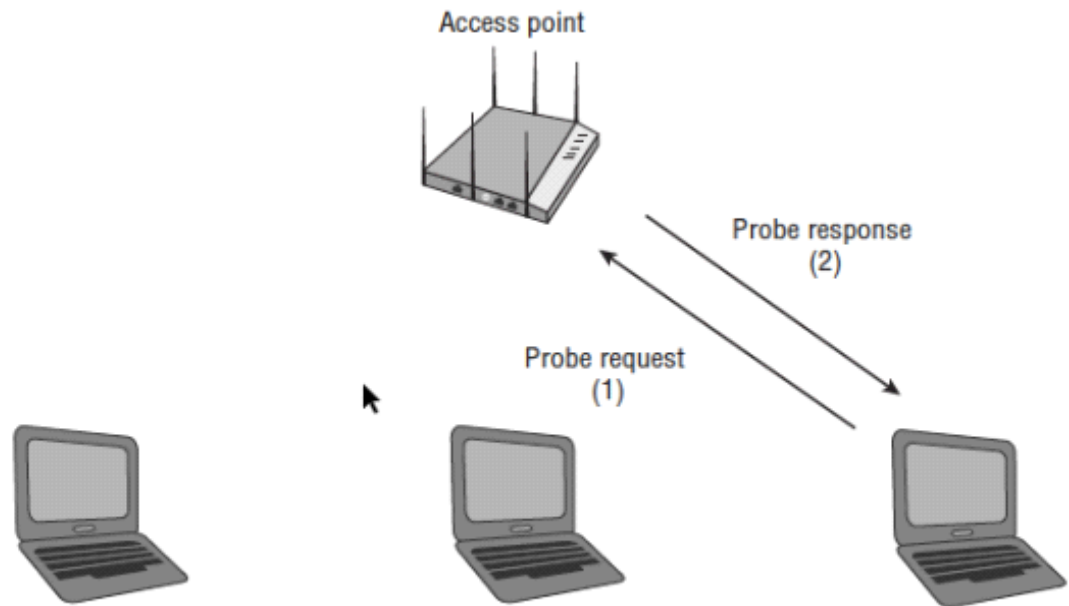 Access point
Probe response
(2)
Probe request
(1)